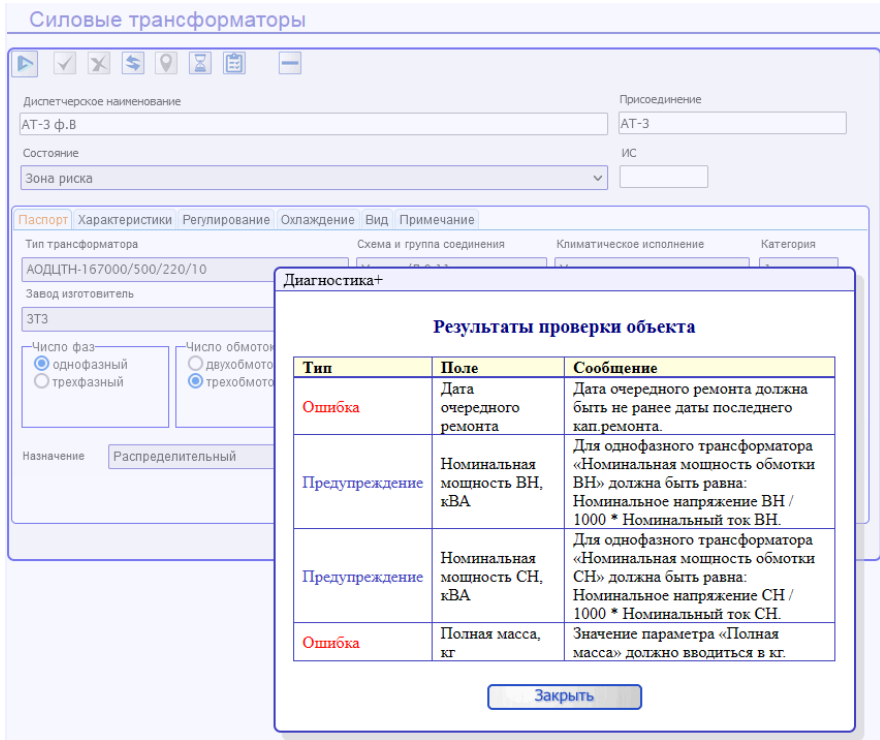 Силовые трансформаторы
Диспетчерское наименование
Присоединение
АТ-3 ф.В
АТ-3
Состояние
ИС
Зона риска
Паспорт Характеристики Регулирование Охлаждение Вид Примечание
Тип трансформатора
Схема и группа соединения
Климатическое исполнение
Категория
АОДЦТН-167000/500/220/10
Завод изготовитель
ЗТЗ
Число фаз
однофазный
трехфазный
Число обмоток
двухобмото
трехобмото
Назначение
Распределительный
Диагностика+
Результаты проверки объекта
Тип Поле Сообщение
Ошибка
Дата
очередного
ремонта
Дата очередного ремонта должна
быть не ранее даты последнего
кап.ремонта.
Предупреждение
Номинальная
мощность ВН,
кВА
Для однофазного трансформатора
«Номинальная мощность обмотки
ВН» должна быть равна:
Номинальное напряжение ВН /
1000 * Номинальный ток ВН.
Предупреждение
Номинальная
мощность СН,
кВА
Для однофазного трансформатора
«Номинальная мощность обмотки
СН» должна быть равна:
Номинальное напряжение СН /
1000 * Номинальный ток СН.
Ошибка
Полная масса,
кг
Значение параметра «Полная
масса» должно вводиться в кг.
Закрыть